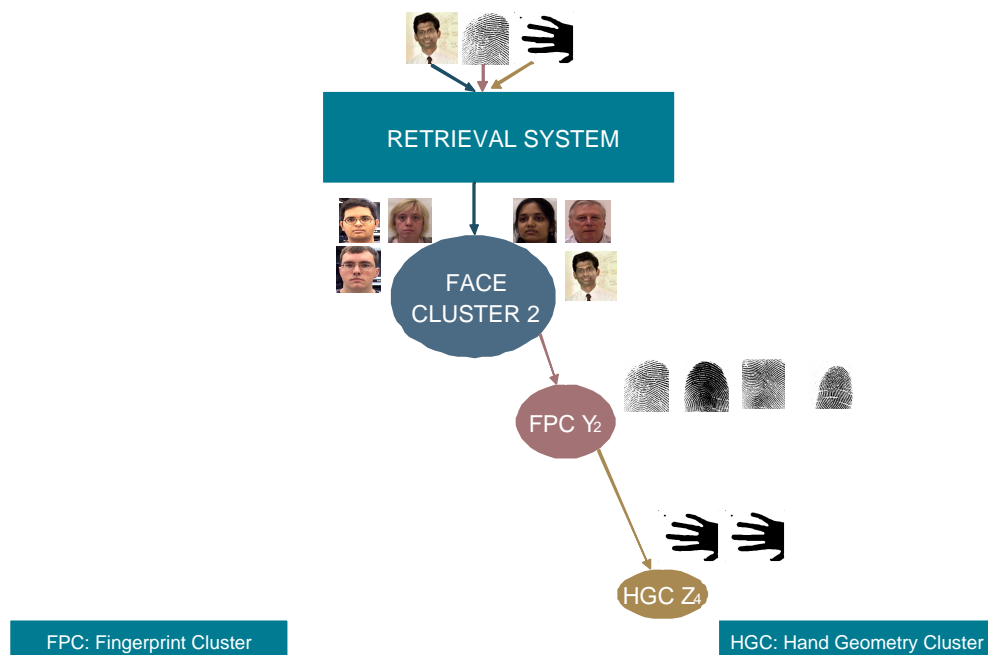 RETRIEVAL SYSTEM
FACE
CLUSTER 2
FPC Y2
HGC Z4
FPC: Fingerprint Cluster
HGC: Hand Geometry Cluster